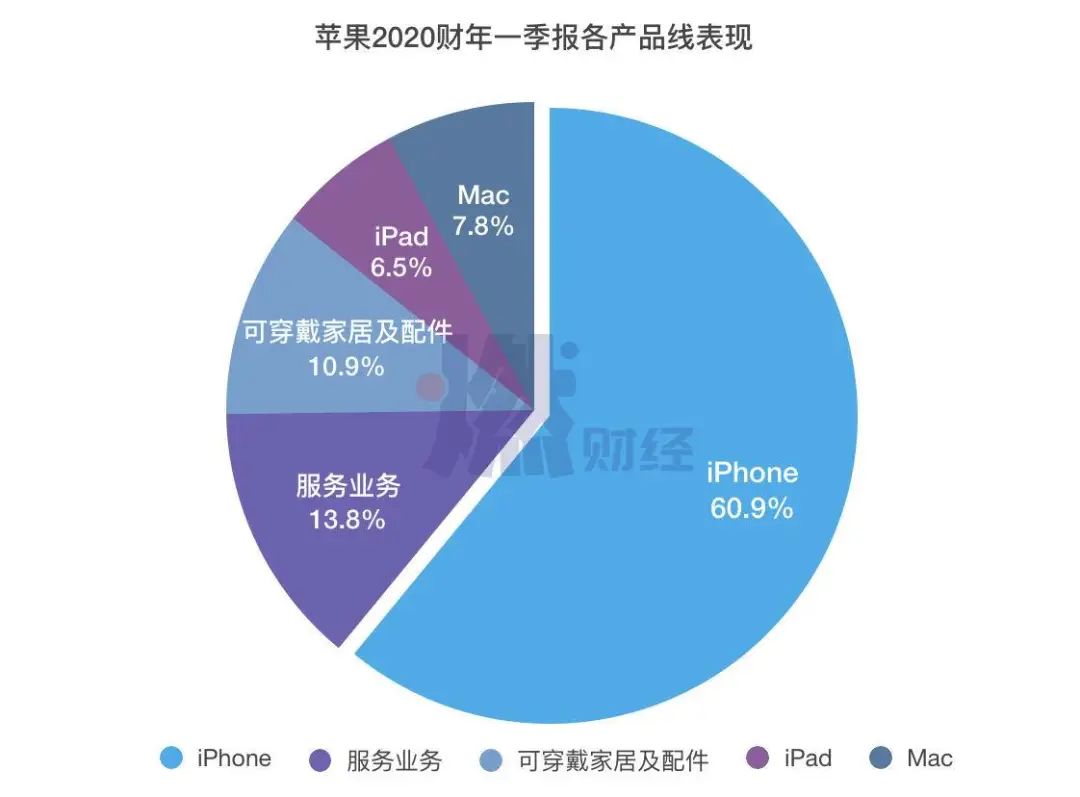 苹果2020财年一季报各产品线表现
Mac
7.8%
iPad
6.5%
可穿戴家居及配件
10.9%
燃财经
服务业务
13.8%
iPhone
60.9%
iPhone 服务业务 可穿戴家居及配件 iPad Mac